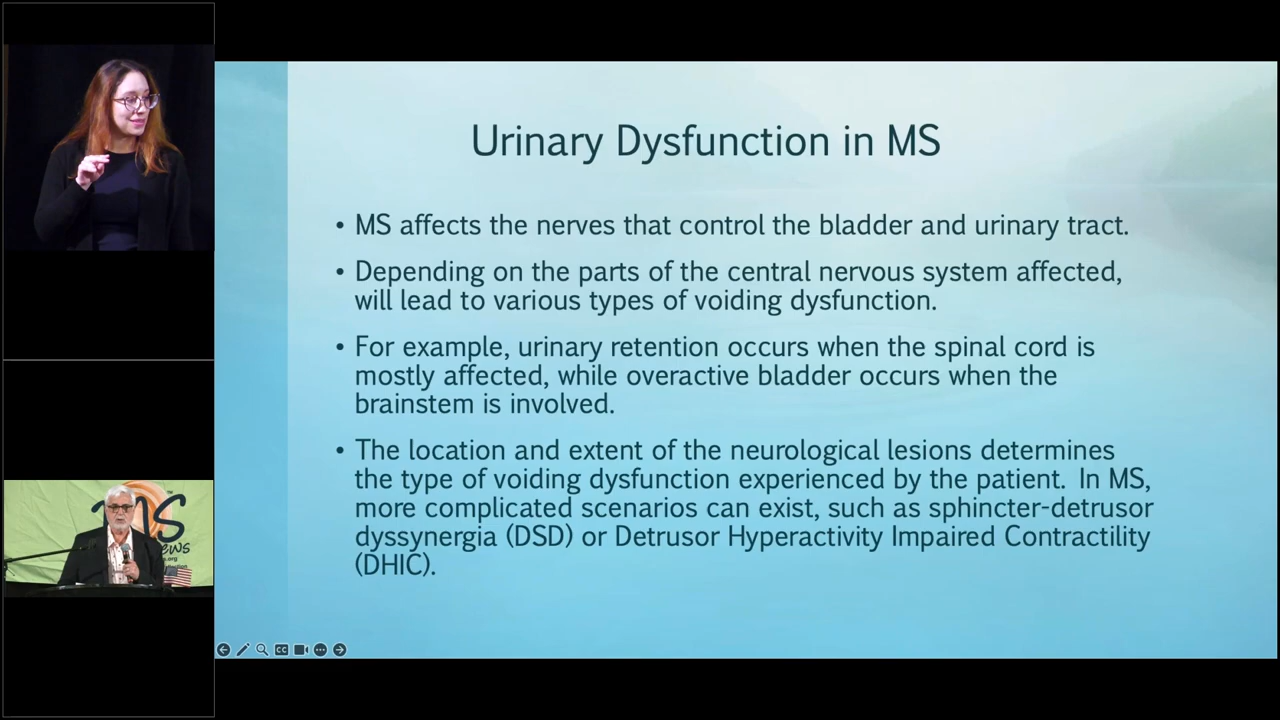 Urinary Dysfunction in MS
• MS affects the nerves that control the bladder and urinary tract.
• Depending on the parts of the central nervous system affected,
will lead to various types of voiding dysfunction.
• For example, urinary retention occurs when the spinal cord is
mostly affected, while overactive bladder occurs when the
brainstem is involved.
• The location and extent of the neurological lesions determines
the type of voiding dysfunction experienced by the patient. In MS,
more complicated scenarios can exist, such as sphincter-detrusor
dyssynergia (DSD) or Detrusor Hyperactivity Impaired Contractility
(DHIC).
MS
CC